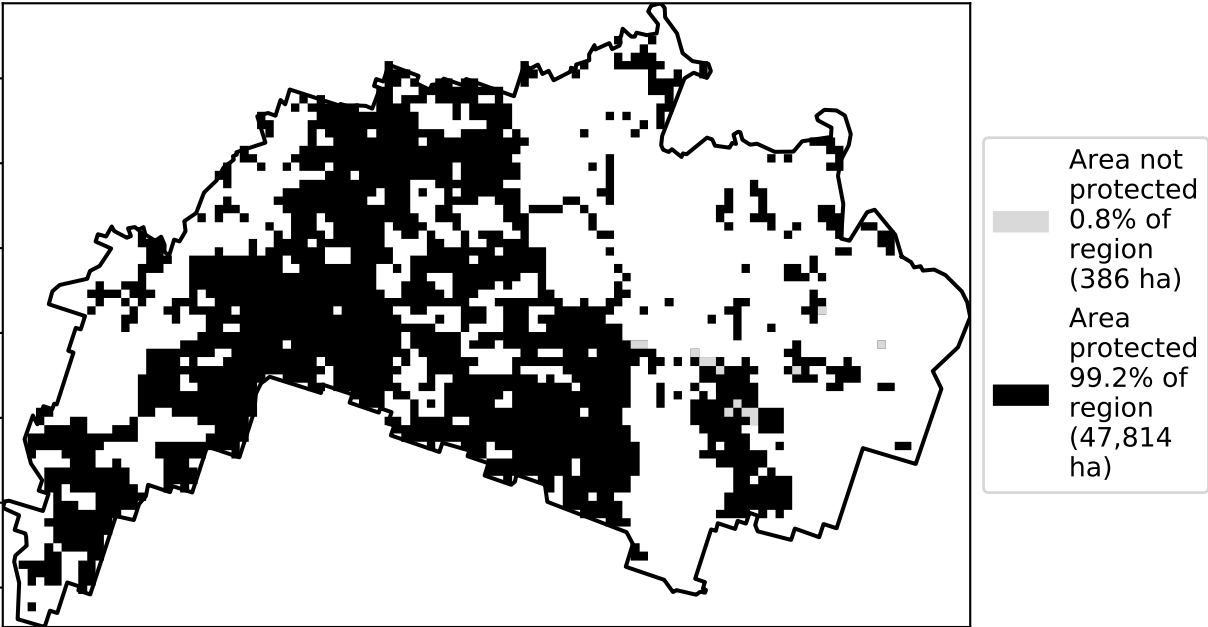 Area not
protected
0.8% of
region
(386 ha)
Area
protected
99.2% of
region
(47,814
ha)